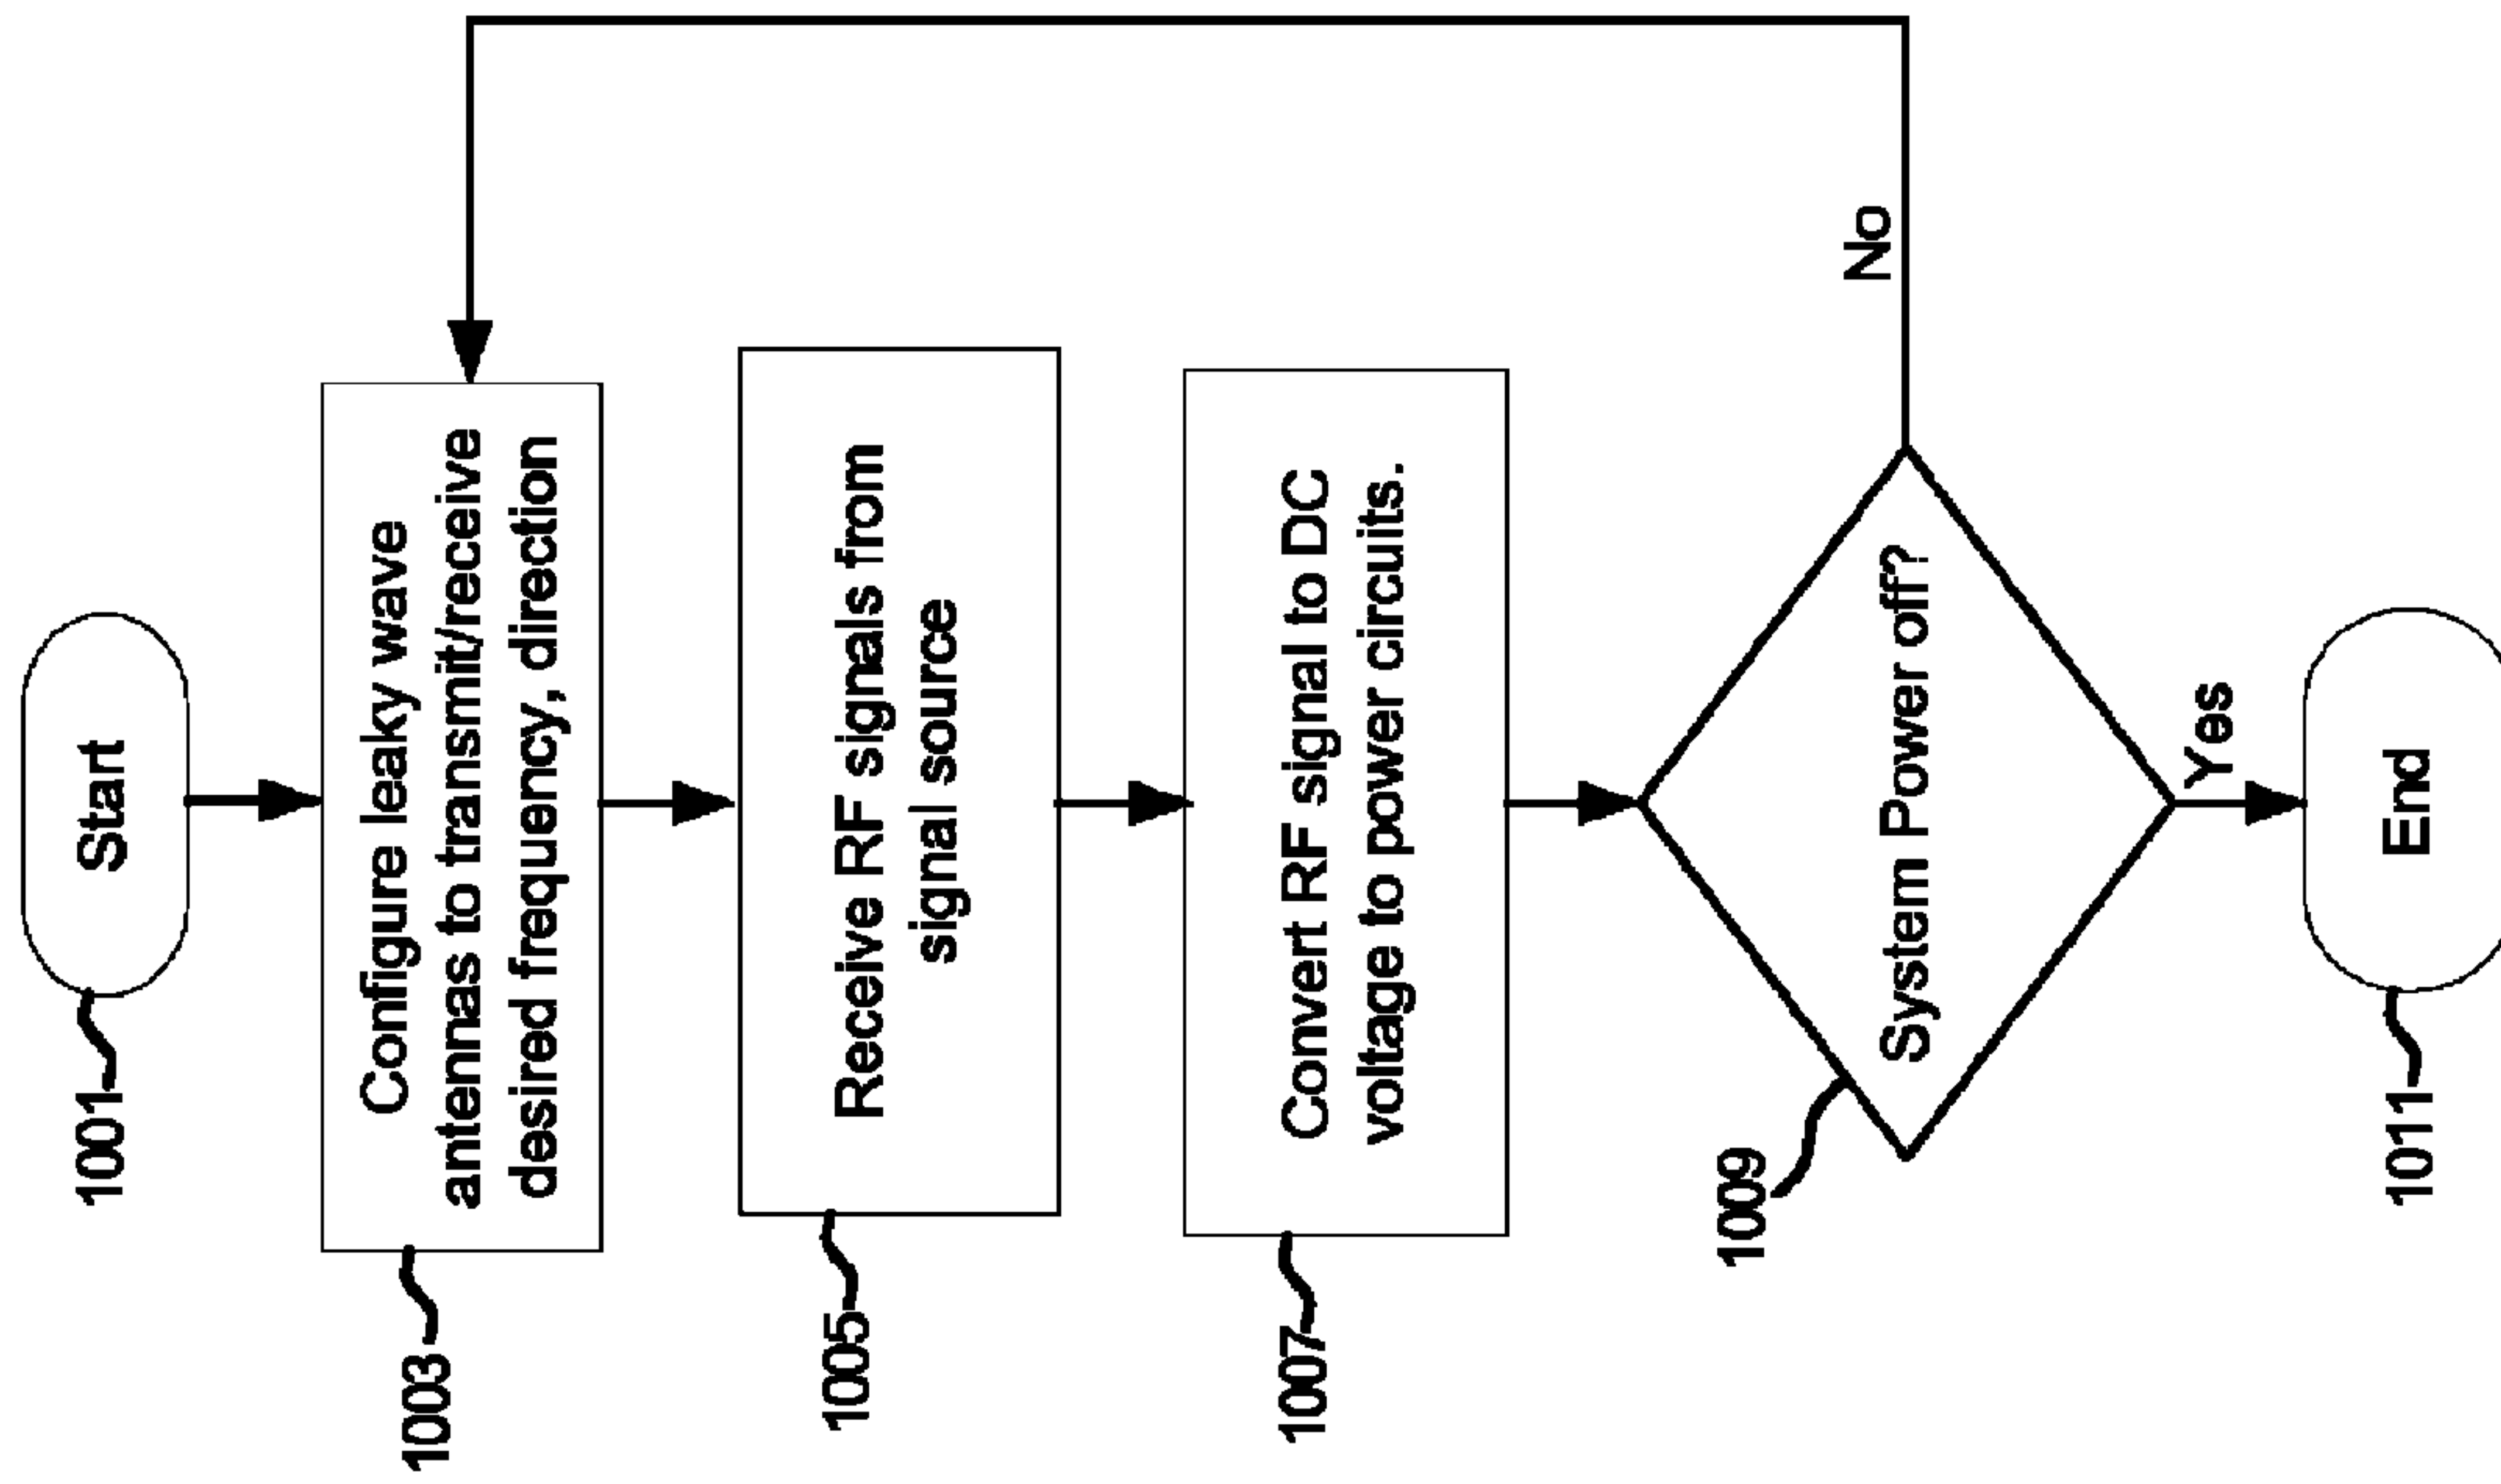 1001
Start
1003
Configure leaky wave
antennas to transmit/receive
desired frequency, direction
1005
Receive RF signals from
signal source
1007
Convert RF signal to DC
voltage to power circuits.
1009
System Power off?
No
Yes
1011
End